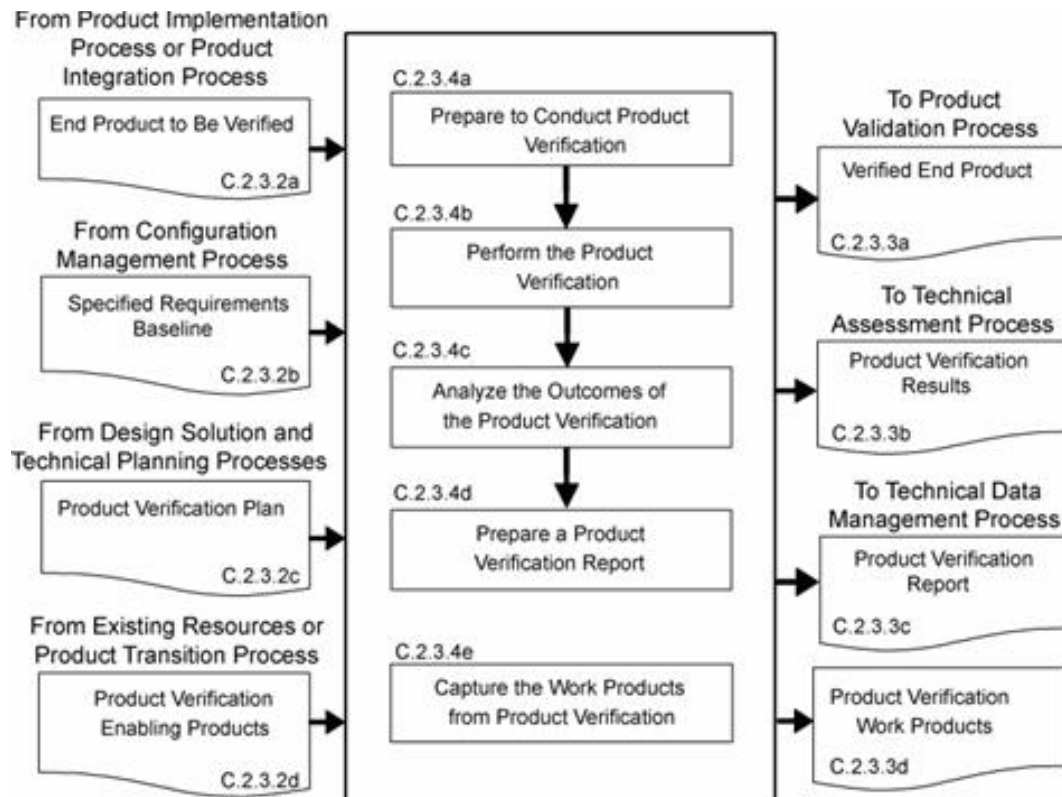 From Product Implementation
Process or Product
Integration Process
End Product to Be Verified
C.2.3.2a
From Configuration
Management Process
Specified Requirements
Baseline
C.2.3.2b
From Design Solution and
Technical Planning Processes
Product Verification Plan
C.2.3.2c
From Existing Resources or
Product Transition Process
Product Verification
Enabling Products
C.2.3.2d
C.2.3.4a
Prepare to Conduct Product
Verification
C.2.3.4b
Perform the Product
Verification
C.2.3.4c
Analyze the Outcomes of
the Product Verification
C.2.3.4d
Prepare a Product
Verification Report
C.2.3.4e
Capture the Work Products
from Product Verification
To Product
Validation Process
Verified End Product
C.2.3.3a
To Technical
Assessment Process
Product Verification
Results
C.2.3.3b
To Technical Data
Management Process
Product Verification
Report
C.2.3.3c
Product Verification
Work Products
C.2.3.3d